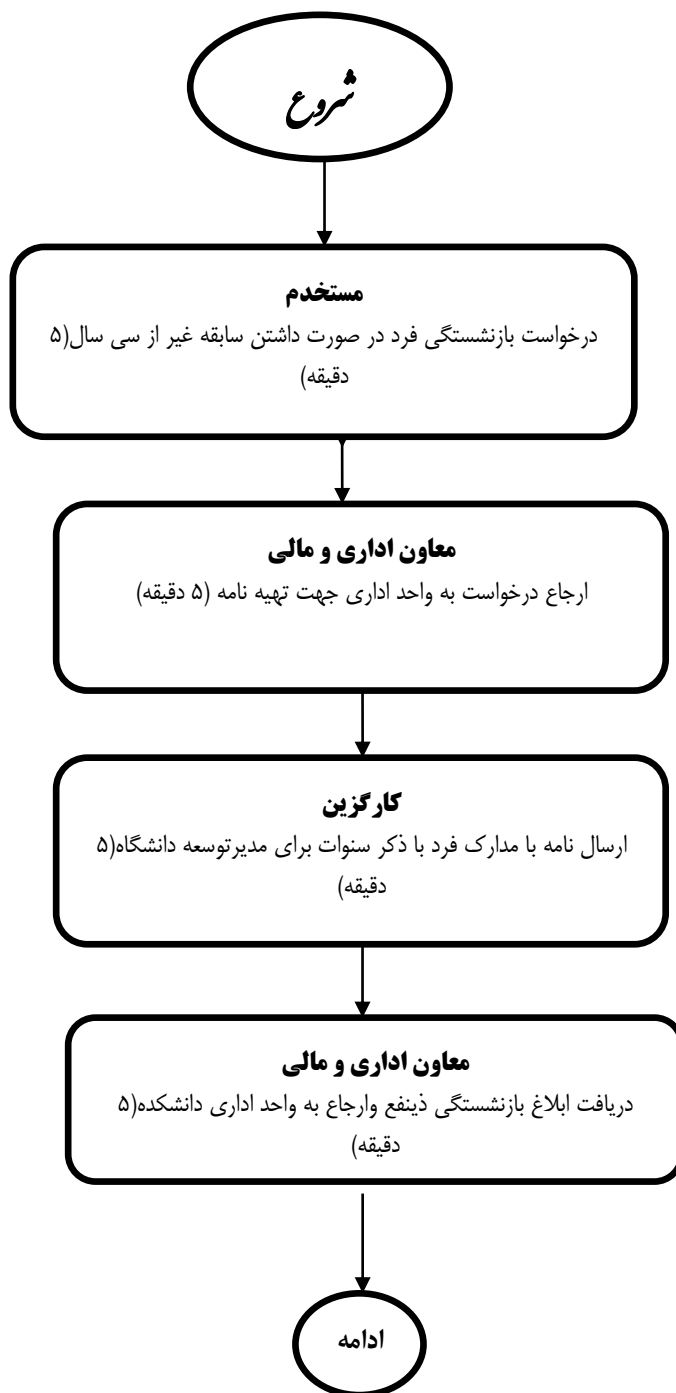 شروع
مستخدم
درخواست بازنشستگی فرد در صورت داشتن سابقه غیر از سی سال(۵
دقیقه)
معاون اداری و مالی
ارجاع درخواست به واحد اداری جهت تهیه نامه (۵ دقیقه)
کارگزین
ارسال نامه با مدارک فرد با ذکر سنوات برای مدیرتوسعه دانشگاه(۵
دقیقه)
معاون اداری و مالی
دریافت ابلاغ بازنشستگی ذینفع وارجاع به واحد اداری دانشکده(۵
دقیقه)
ادامه